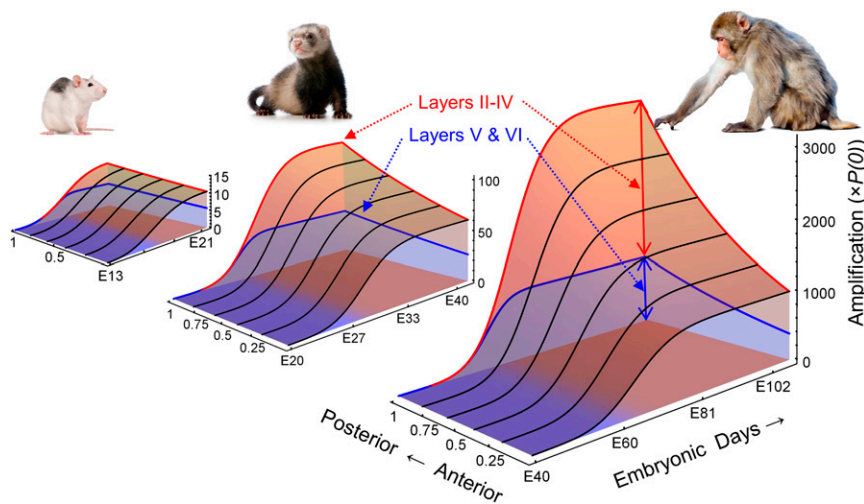 Layers II-IV
Layers V & VI
15
10
5
0
1
0.5
E13
E21
100
50
0
1
0.75
0.5
0.25
E20
E27
E33
E40
3000
2000
1000
0
Amplification (×P(0))
1
0.75
0.5
0.25
E40
E60
E81
E102
Posterior ← Anterior
Embryonic Days →